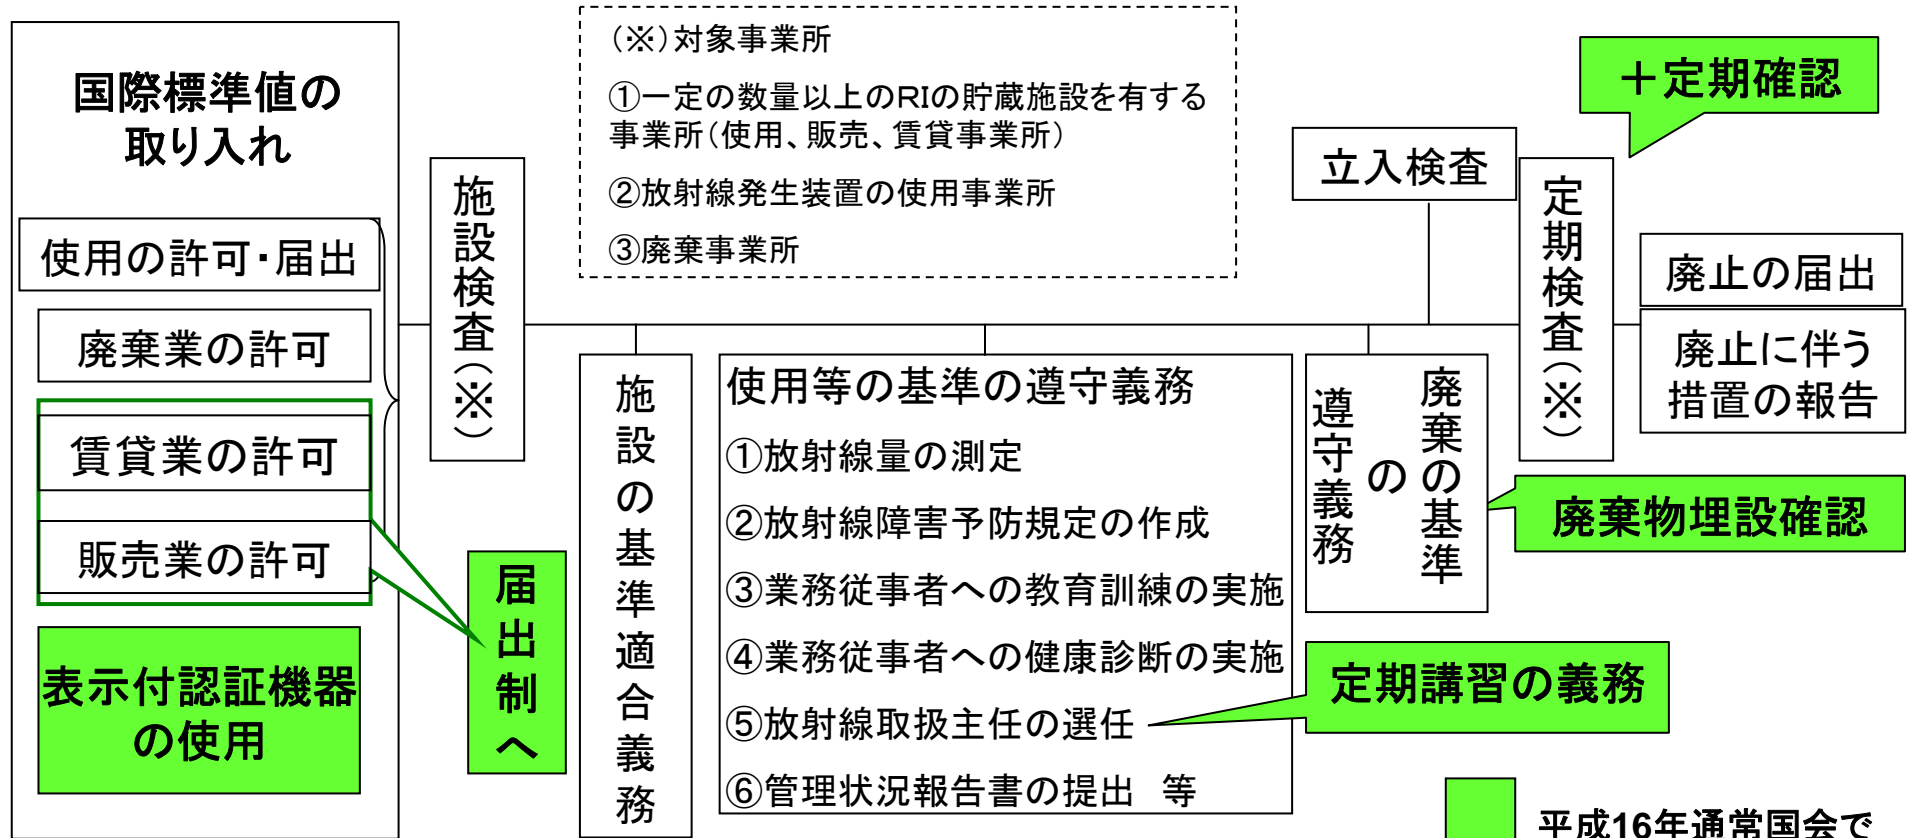 国際標準値の
取り入れ
使用の許可・届出
廃棄業の許可
賃貸業の許可
販売業の許可
表示付認証機器
の使用
届出制へ
施設検査(※)
(※)対象事業所
①一定の数量以上のRIの貯蔵施設を有する
事業所(使用、販売、賃貸事業所)
②放射線発生装置の使用事業所
③廃棄事業所
施設の基準適合義務
使用等の基準の遵守義務
①放射線量の測定
②放射線障害予防規定の作成
③業務従事者への教育訓練の実施
④業務従事者への健康診断の実施
⑤放射線取扱主任の選任
⑥管理状況報告書の提出 等
定期講習の義務
廃棄の基準
の
遵守義務
廃棄物埋設確認
立入検査
定期検査(※)
+定期確認
廃止の届出
廃止に伴う
措置の報告
平成16年通常国会で